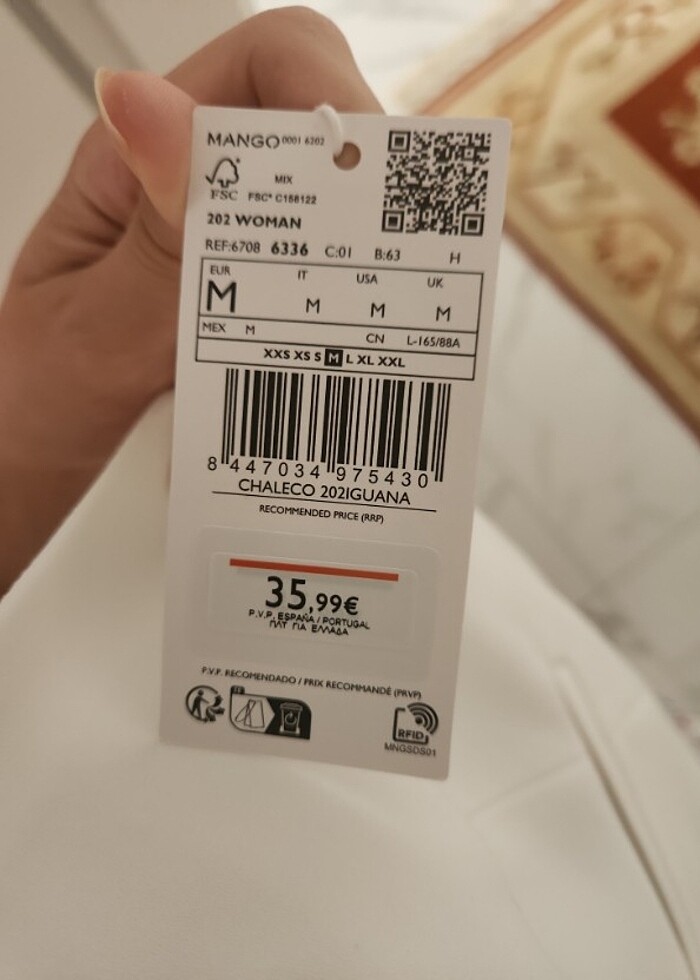 MANGO 0001 6202
MIX
FSC FSC® C158122
202 WOMAN
REF:6708 6336 C:01 B:63 H
EUR IT USA UK
M M M M
MEX M CN L-165/88A
XXS XS S M L XL XXL
8 447034 975430
CHALECO 202IGUANA
RECOMMENDED PRICE (RRP)
35,99€
P.V.P. ESPAÑA / PORTUGAL
ΠΛΤ ΓΙΑ ΕΛΛΑΔΑ
P.V.P. RECOMENDADO / PRIX RECOMMANDÉ (PRVP)
FR
RFID
MNGSDS01